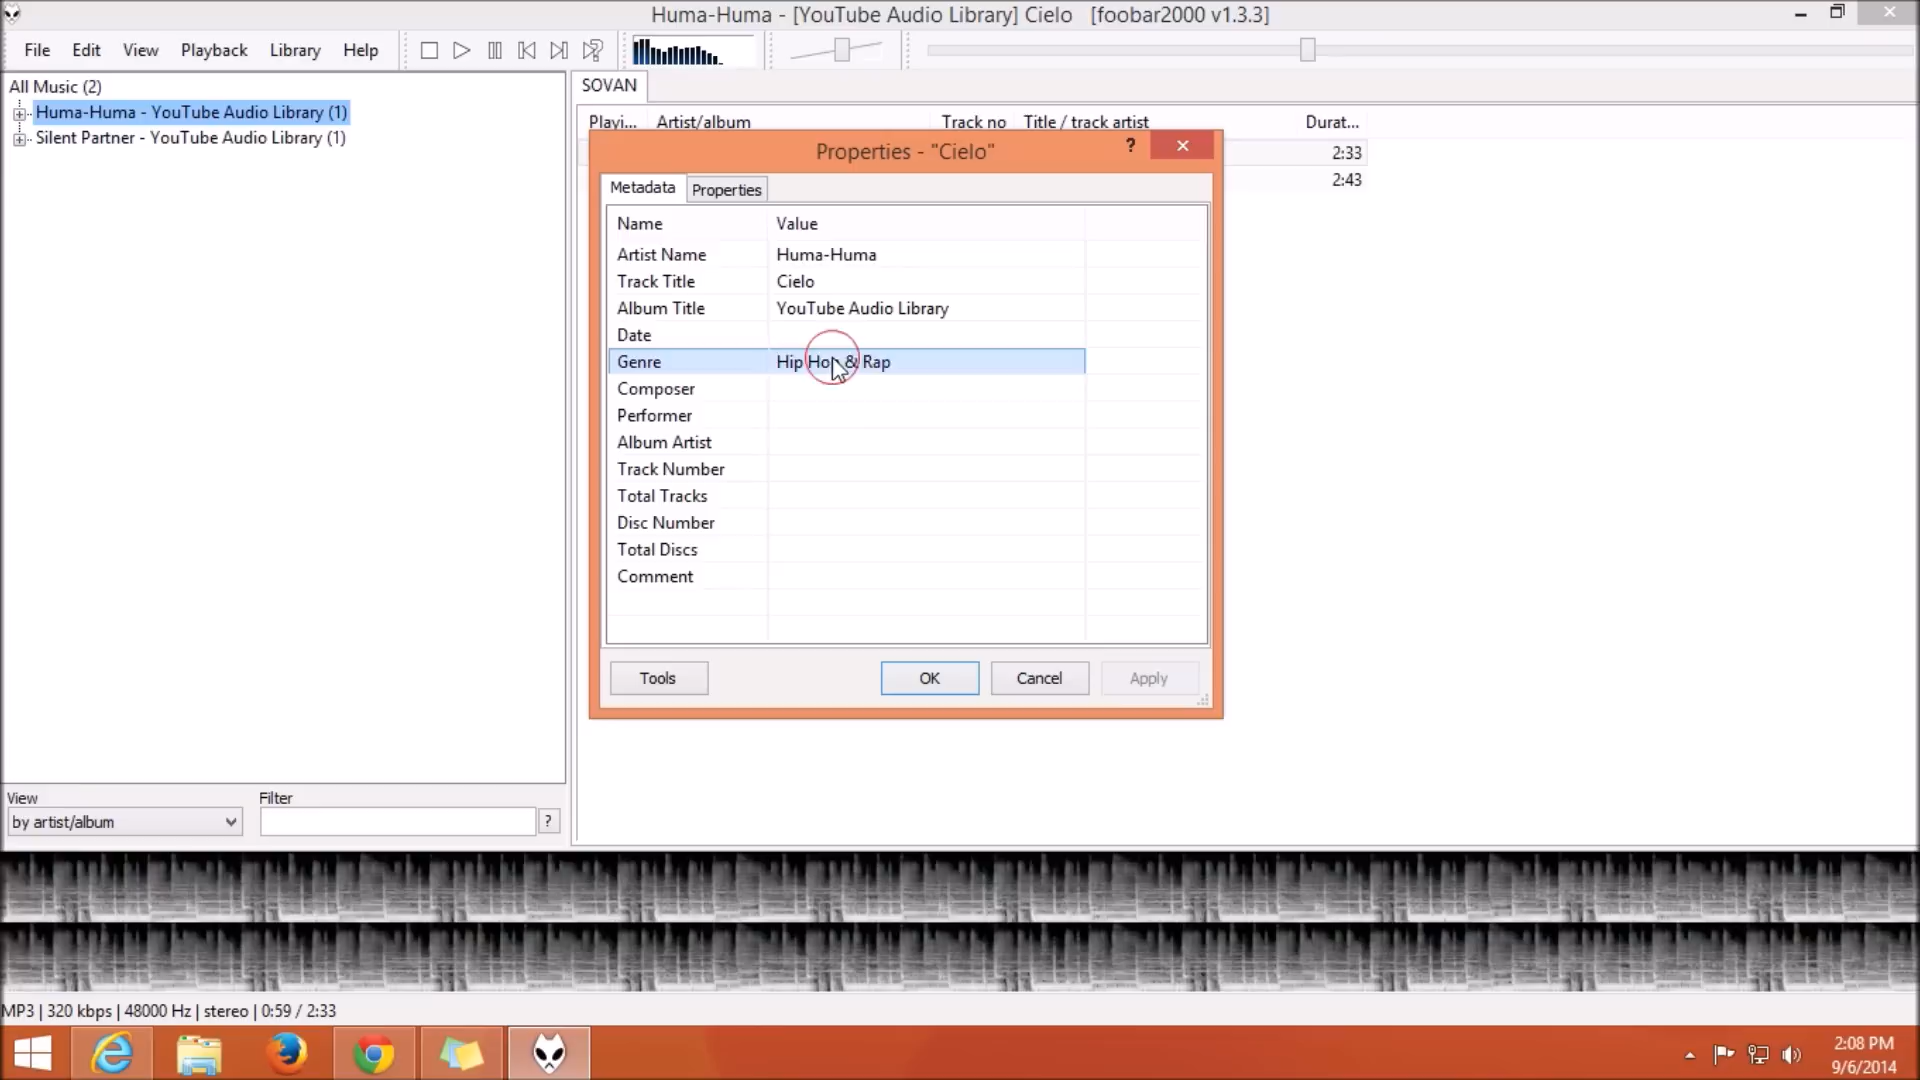 Huma-Huma - [YouTube Audio Library] Cielo   [foobar2000 v1.3.3]
File Edit View Playback Library Help
All Music (2)
Huma-Huma - YouTube Audio Library (1)
Silent Partner - YouTube Audio Library (1)
SOVAN
Playi... Artist/album Track no Title / track artist Durat...
2:33
2:43
Properties - "Cielo"
?
Metadata Properties
Name Value
Artist Name Huma-Huma
Track Title Cielo
Album Title YouTube Audio Library
Date
Genre Hip Hop & Rap
Composer
Performer
Album Artist
Track Number
Total Tracks
Disc Number
Total Discs
Comment
Tools OK Cancel Apply
View Filter
by artist/album ?
MP3 | 320 kbps | 48000 Hz | stereo | 0:59 / 2:33
2:08 PM
9/6/2014